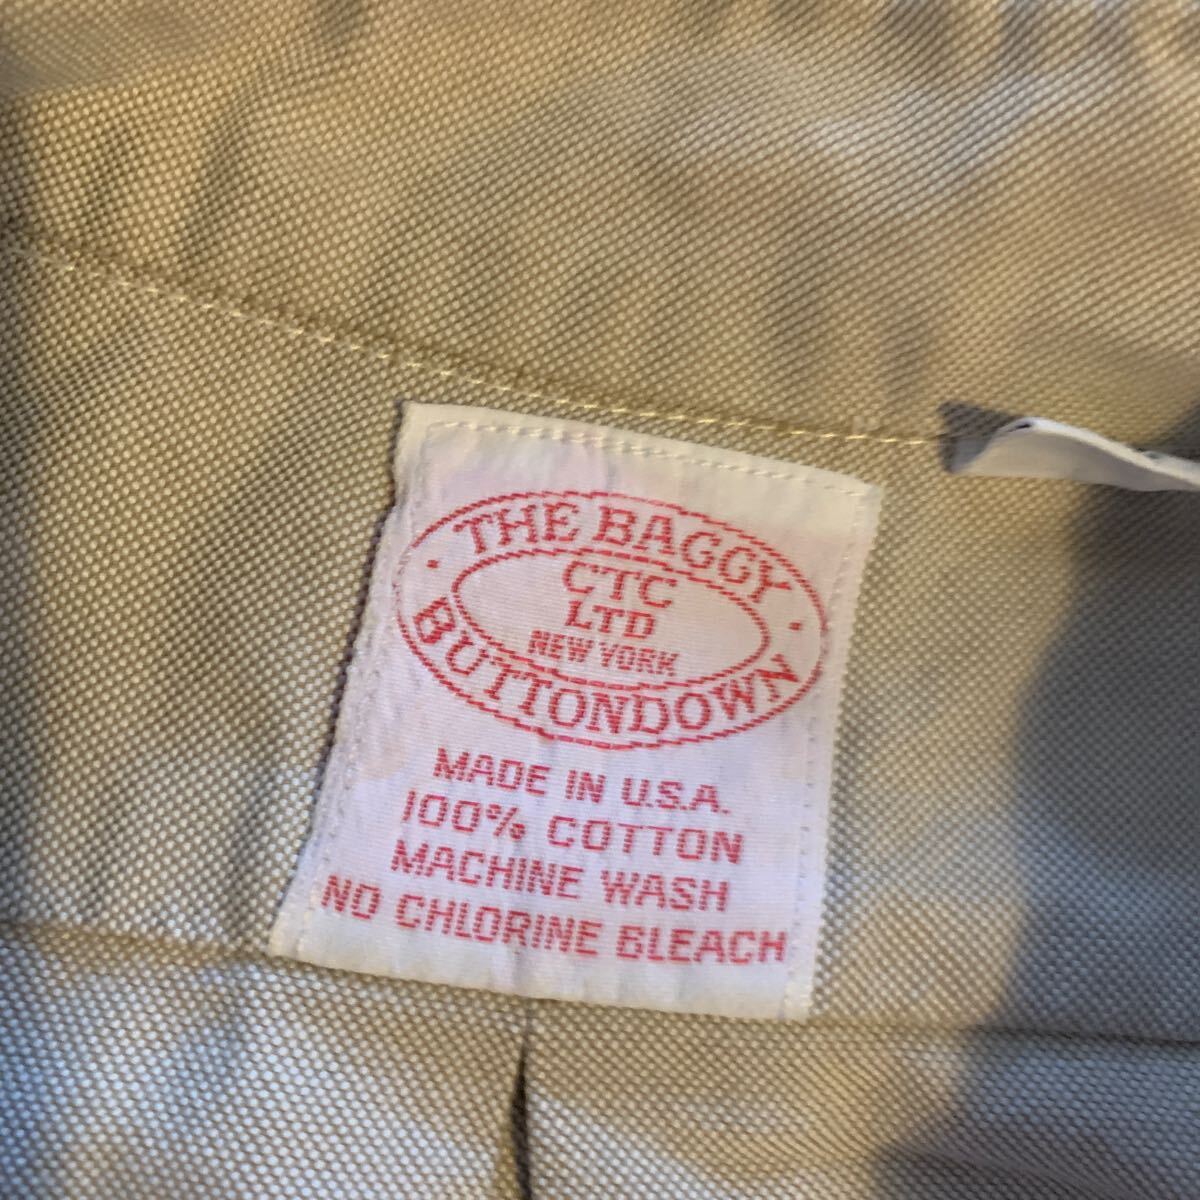 THE BAGGY
CTC
LTD
NEW YORK
BUTTONDOWN
MADE IN U.S.A.
100% COTTON
MACHINE WASH
NO CHLORINE BLEACH